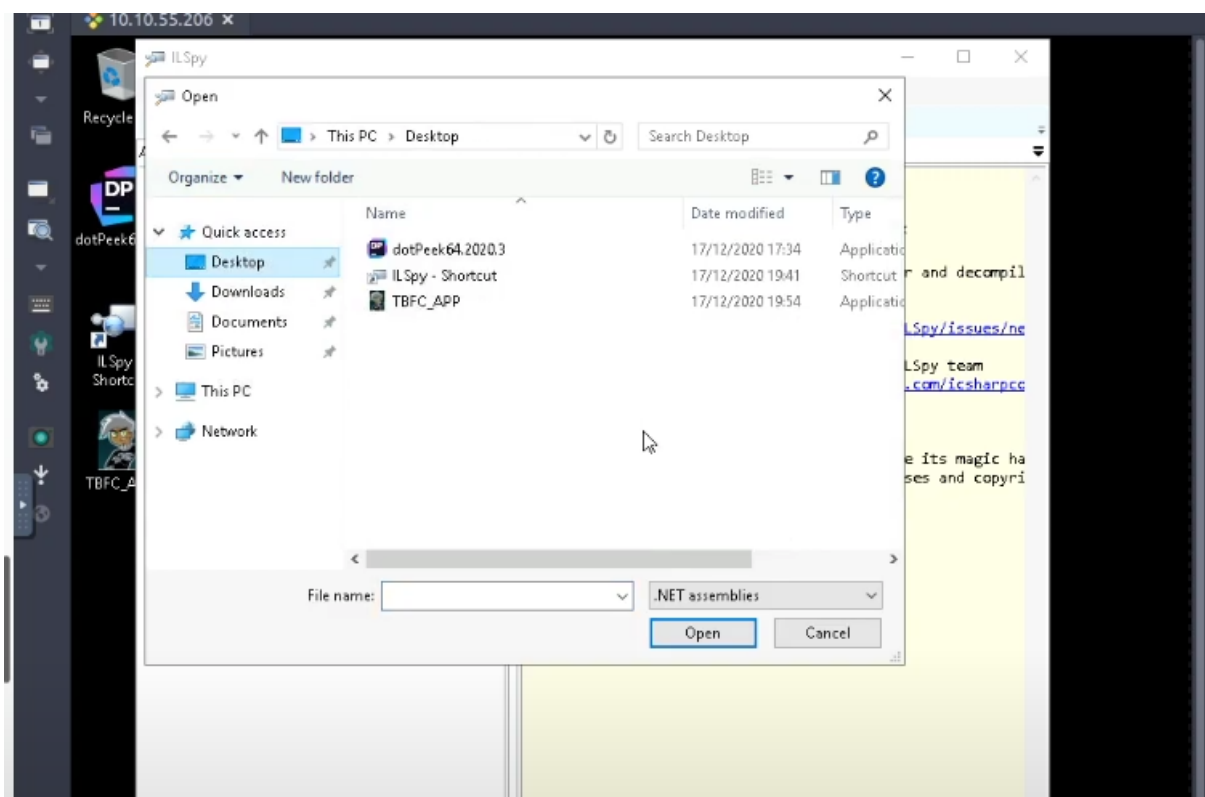 10.10.55.206 ×
ILSpy
Recycle
Open
This PC > Desktop
Search Desktop
Organize
New folder
DP
dotPeek6
Name
Date modified
Type
Quick access
Desktop
Downloads
Documents
Pictures
This PC
Network
dotPeek64.2020.3
17/12/2020 17:34
Applicatio
ILSpy - Shortcut
17/12/2020 19:41
Shortcut
TBFC_APP
17/12/2020 19:54
Applicatio
r and decompil
LSpy/issues/ne
LSpy team
.com/icsharpco
e its magic ha
ses and copyri
ILSpy
Shortc
TBFC_A
File name:
.NET assemblies
Open
Cancel